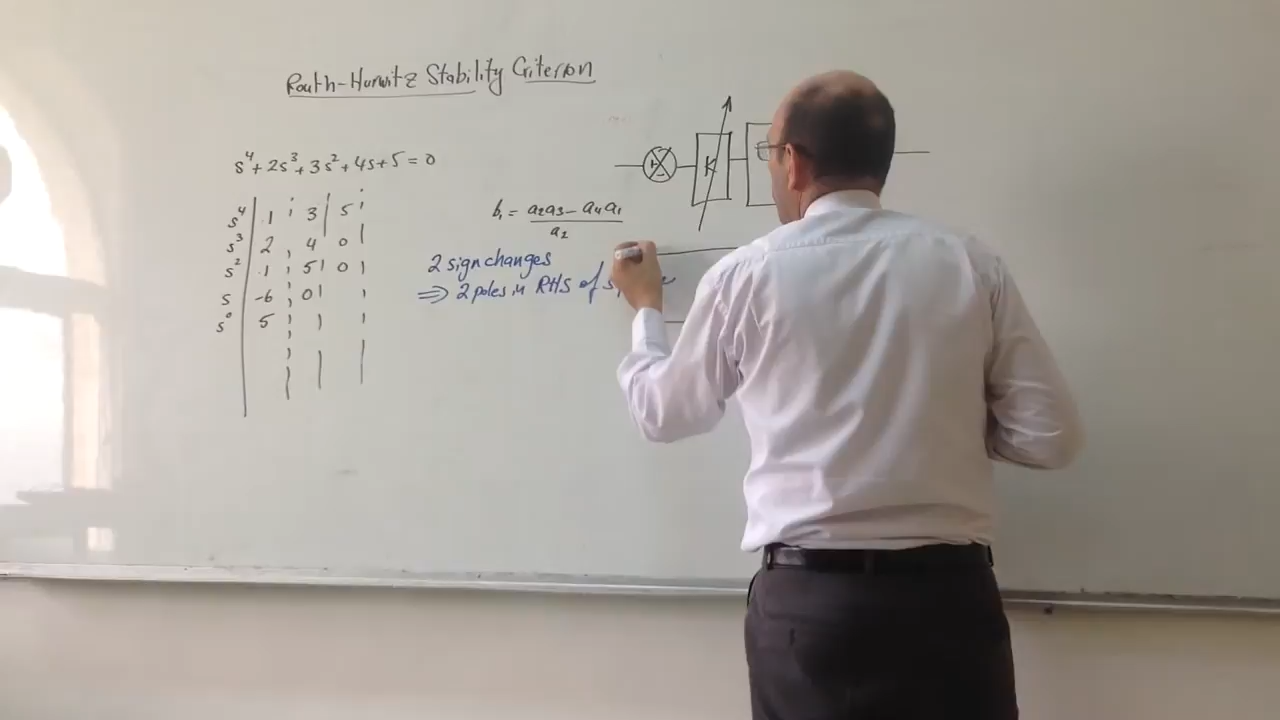 Routh-Hurwitz Stability Criterion
s⁴+2s³+3s²+4s+5=0
s⁴ 1 3 5
s³ 2 4 0
s² 1 5 0
s -6 0
s⁰ 5
b₁ = a₂a₃ - a₄a₁ / a₂
2 sign changes
⇒ 2 poles in RHS of
K